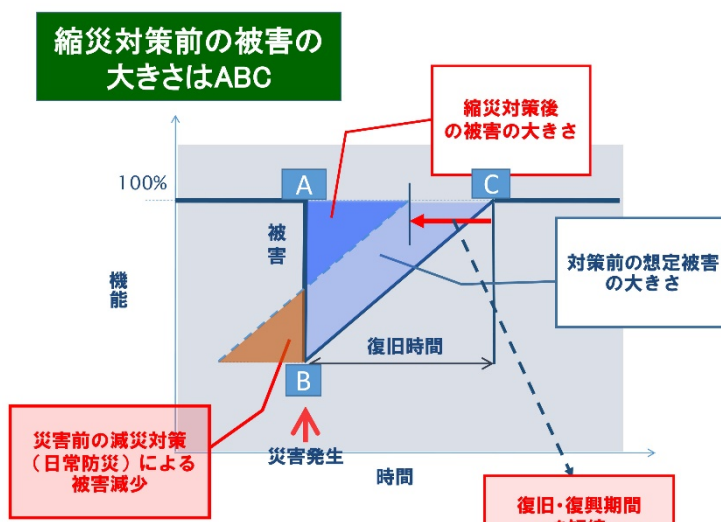 縮災対策前の被害の
大きさはABC
縮災対策後
の被害の大きさ
100%
A
C
被害
対策前の想定被害
の大きさ
機能
復旧時間
B
災害発生
時間
災害前の減災対策
（日常防災）による
被害減少
復旧・復興期間